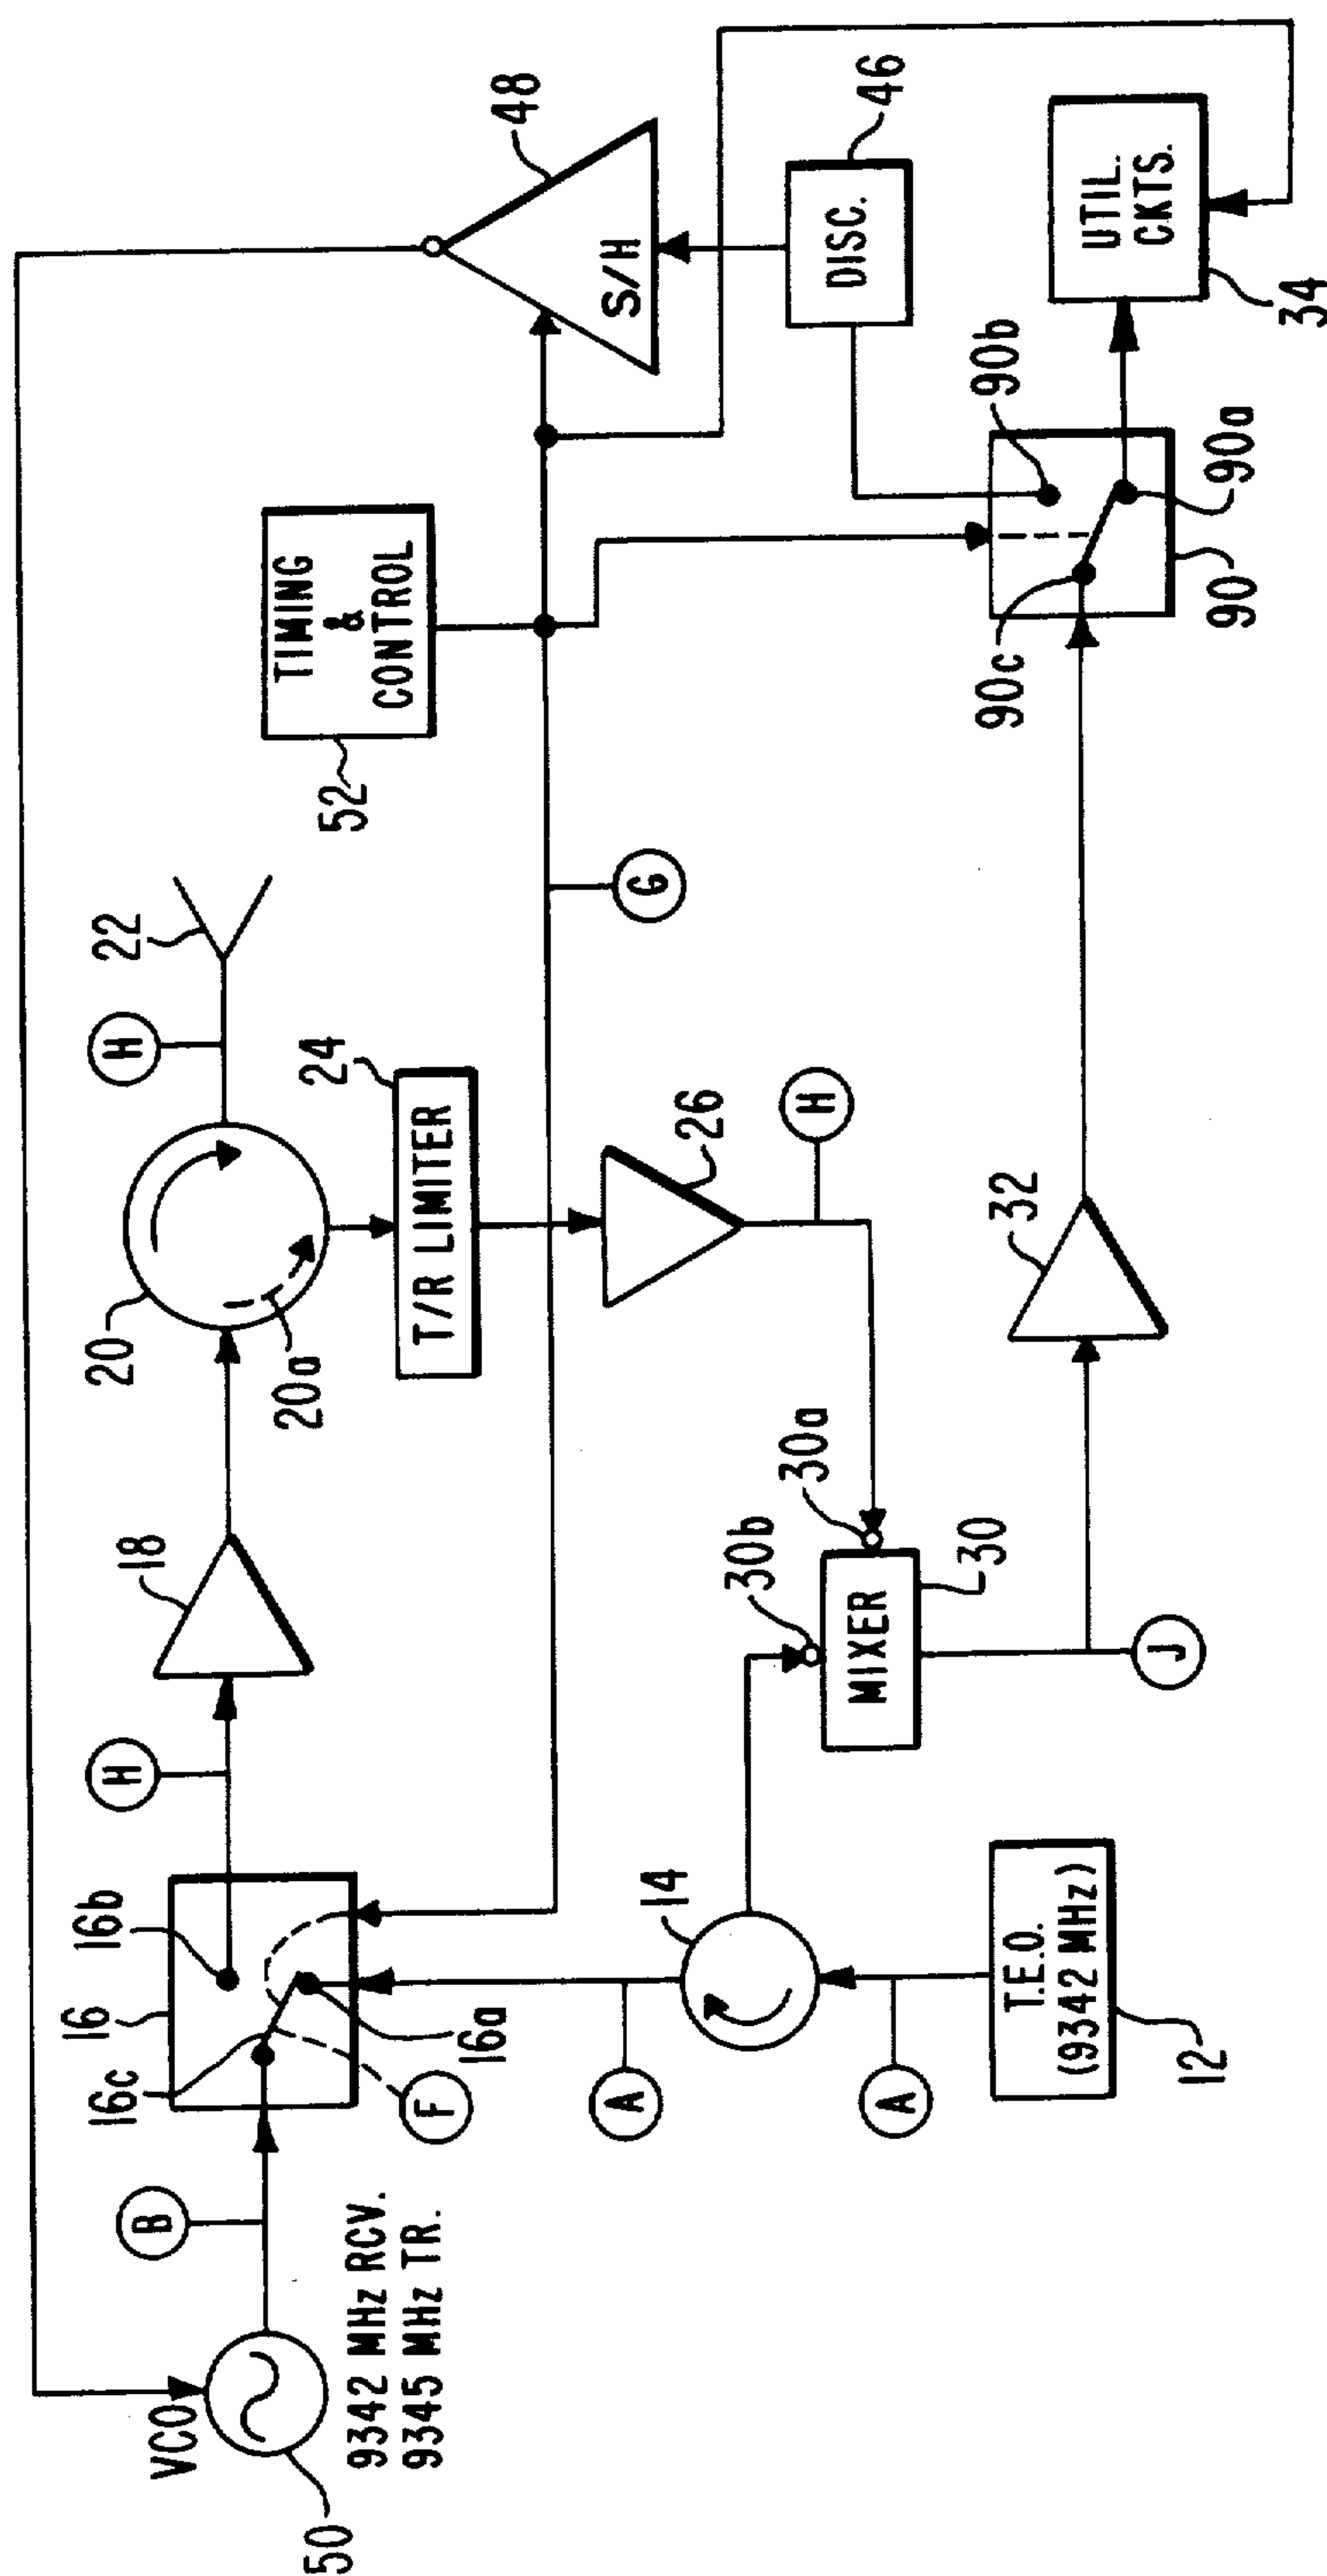 48
46
TIMING
&
CONTROL
52
S/H
DISC.
90b
UTIL.
CKTS.
34
90a
90
90c
22
H
G
20
20a
24
T/R LIMITER
26
H
32
18
H
30a
30b
MIXER
30
J
16
16b
16c
16a
F
A
14
A
T.E.O.
(9342 MHz)
12
B
VCO
50
9342 MHz RCV.
9345 MHz TR.